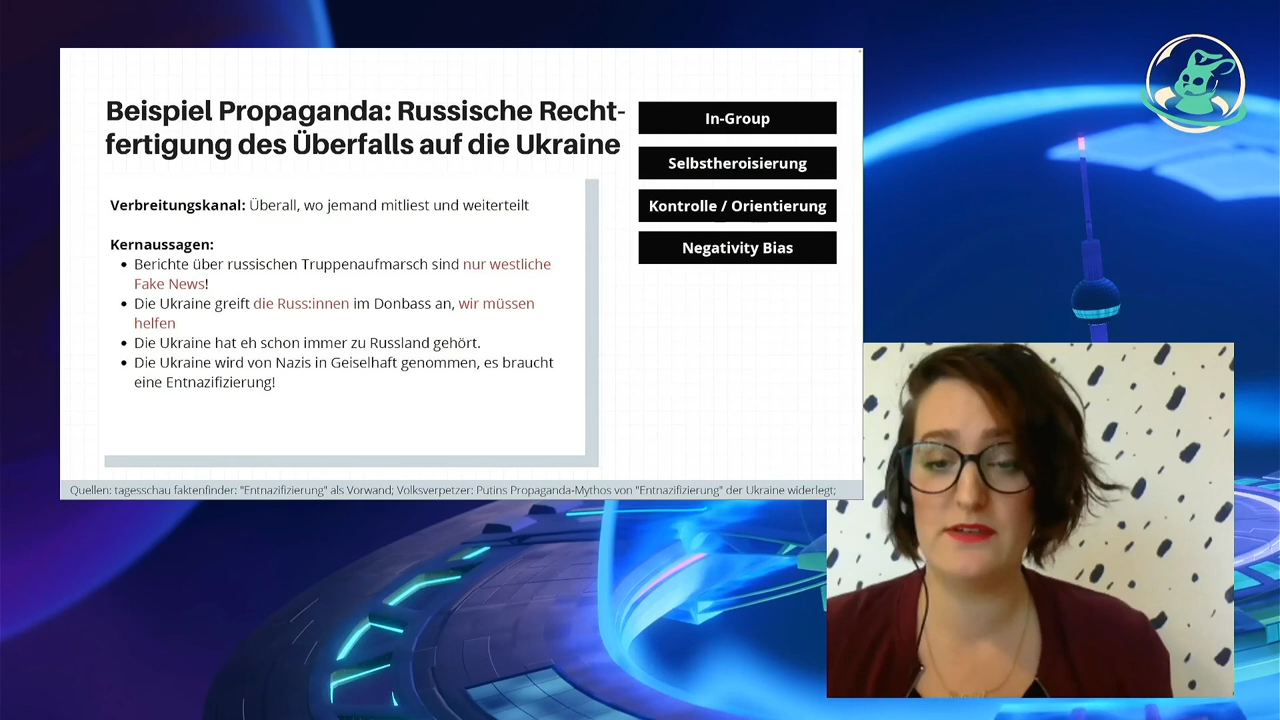 Beispiel Propaganda: Russische Recht-
fertigung des Überfalls auf die Ukraine
Verbreitungskanal: Überall, wo jemand mitliest und weiterteilt
Kernaussagen:
• Berichte über russischen Truppenaufmarsch sind nur westliche
Fake News!
• Die Ukraine greift die Russ:innen im Donbass an, wir müssen
helfen
• Die Ukraine hat eh schon immer zu Russland gehört.
• Die Ukraine wird von Nazis in Geiselhaft genommen, es braucht
eine Entnazifizierung!
In-Group
Selbstheroisierung
Kontrolle / Orientierung
Negativity Bias
Quellen: tagesschau faktenfinder: "Entnazifizierung" als Vorwand; Volksverpetzer: Putins Propaganda-Mythos von "Entnazifizierung" der Ukraine widerlegt;